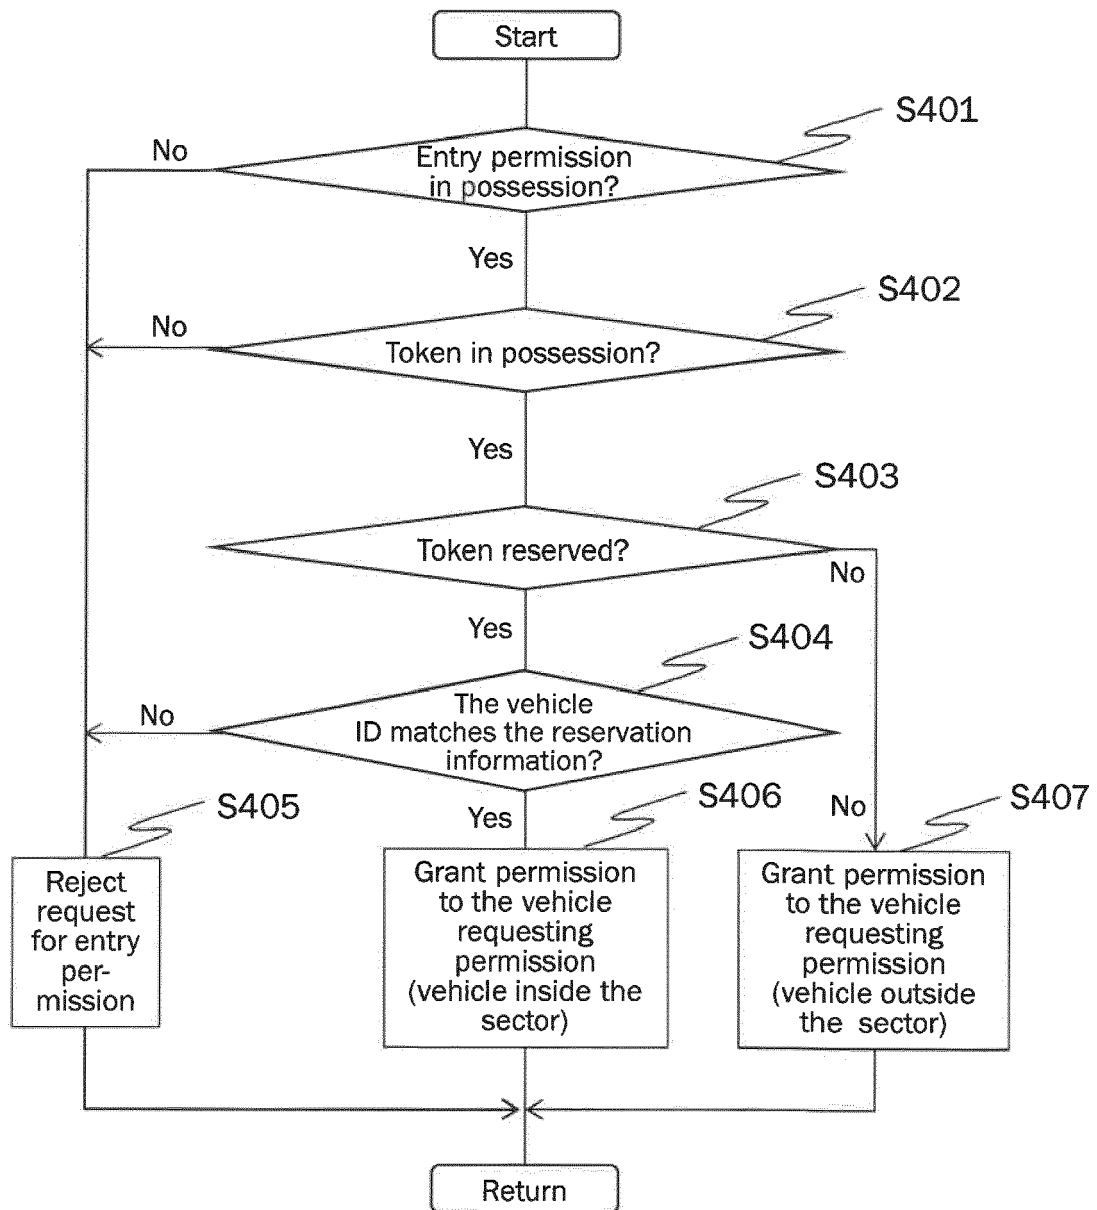 Start
S401
No
Entry permission
in possession?
Yes
S402
No
Token in possession?
Yes
S403
Token reserved?
No
Yes
S404
The vehicle
ID matches the reservation
information?
No
Yes
No
S405
S406
S407
Reject
request
for entry
per-
mission
Grant permission
to the vehicle
requesting
permission
(vehicle inside the
sector)
Grant permission
to the vehicle
requesting
permission
(vehicle outside
the sector)
Return